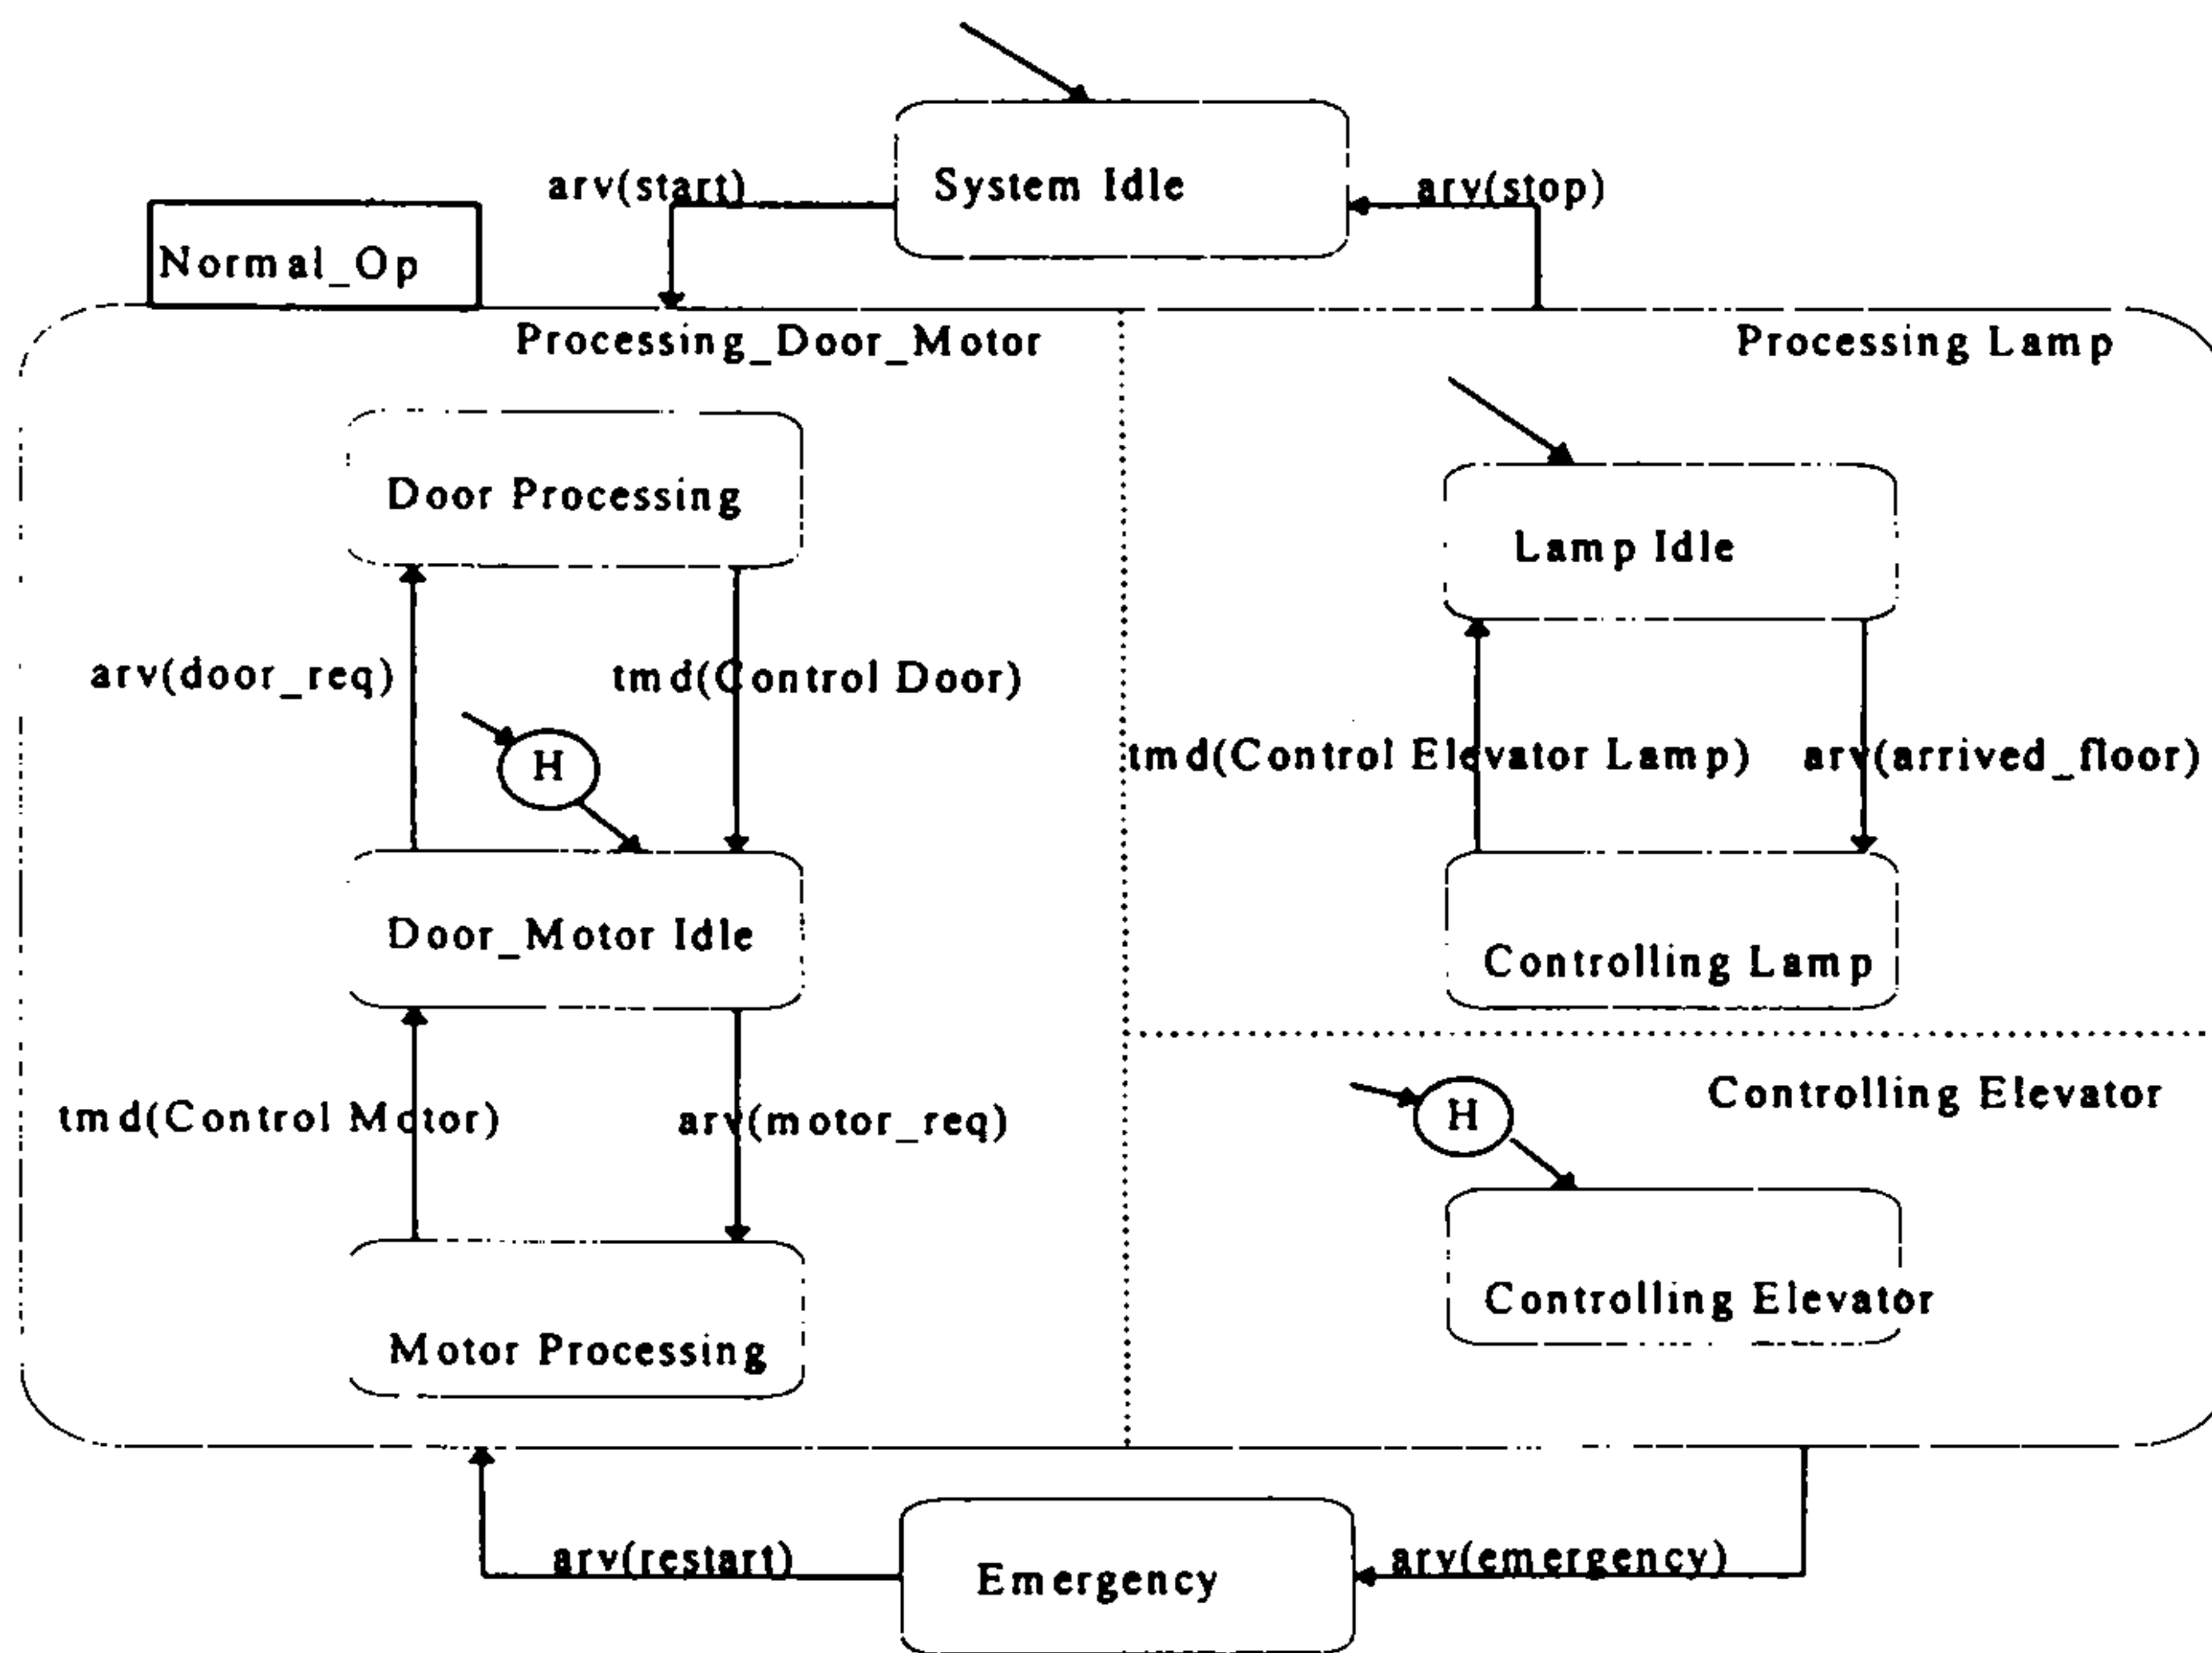 System Idle
arv(start)
arv(stop)
Normal_Op
Processing_Door_Motor
Processing Lamp
Door Processing
Lamp Idle
arv(door_req)
tmd(Control Door)
H
tmd(Control Elevator Lamp)
arv(arrived_floor)
Door_Motor Idle
Controlling Lamp
Controlling Elevator
H
tmd(Control Motor)
arv(motor_req)
Controlling Elevator
Motor Processing
arv(restart)
arv(emergency)
Emergency